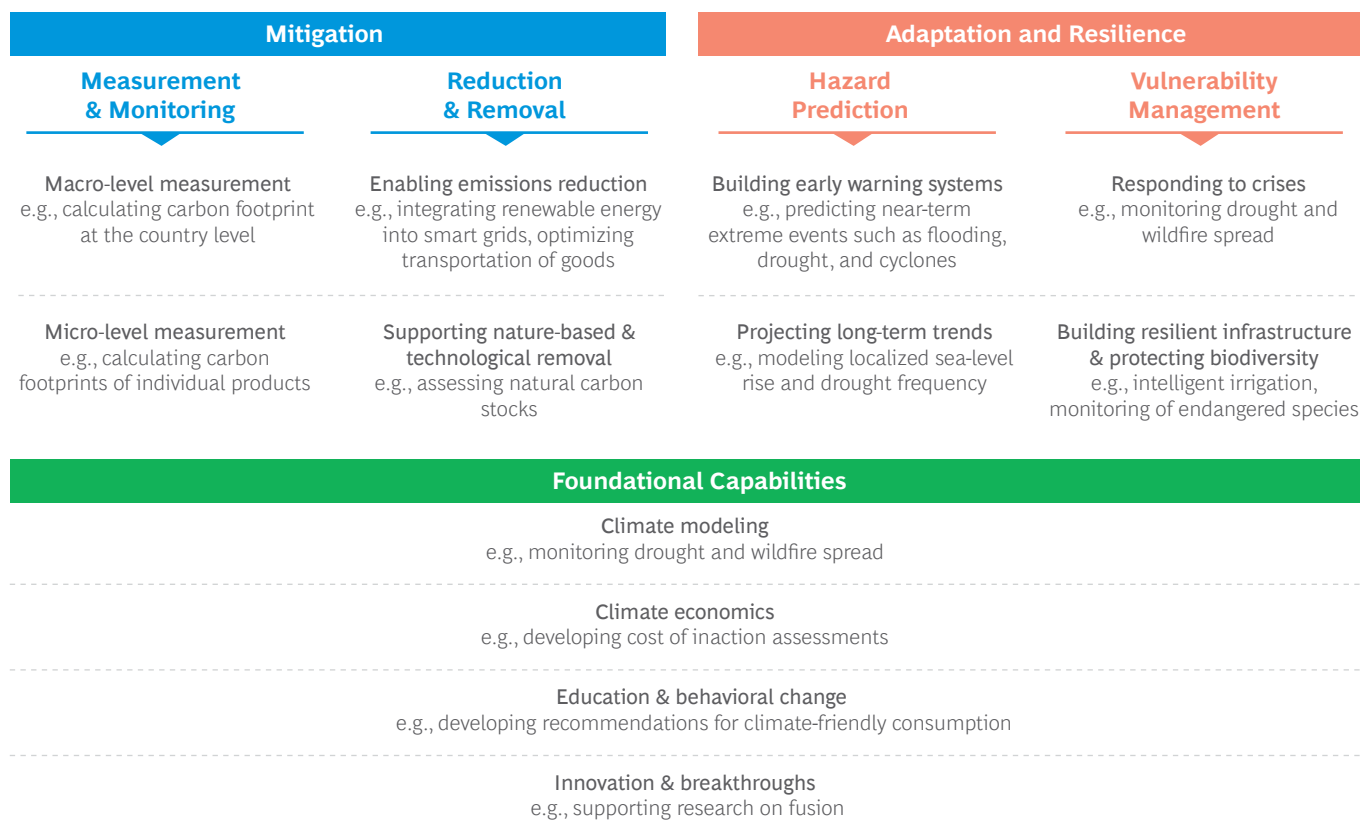 Mitigation
Measurement
& Monitoring
Macro-level measurement
e.g., calculating carbon footprint
at the country level
Micro-level measurement
e.g., calculating carbon
footprints of individual products
Reduction
& Removal
Enabling emissions reduction
e.g., integrating renewable energy
into smart grids, optimizing
transportation of goods
Supporting nature-based &
technological removal
e.g., assessing natural carbon
stocks
Adaptation and Resilience
Hazard
Prediction
Building early warning systems
e.g., predicting near-term
extreme events such as flooding,
drought, and cyclones
Projecting long-term trends
e.g., modeling localized sea-level
rise and drought frequency
Vulnerability
Management
Responding to crises
e.g., monitoring drought and
wildfire spread
Building resilient infrastructure
& protecting biodiversity
e.g., intelligent irrigation,
monitoring of endangered species
Foundational Capabilities
Climate modeling
e.g., monitoring drought and wildfire spread
Climate economics
e.g., developing cost of inaction assessments
Education & behavioral change
e.g., developing recommendations for climate-friendly consumption
Innovation & breakthroughs
e.g., supporting research on fusion